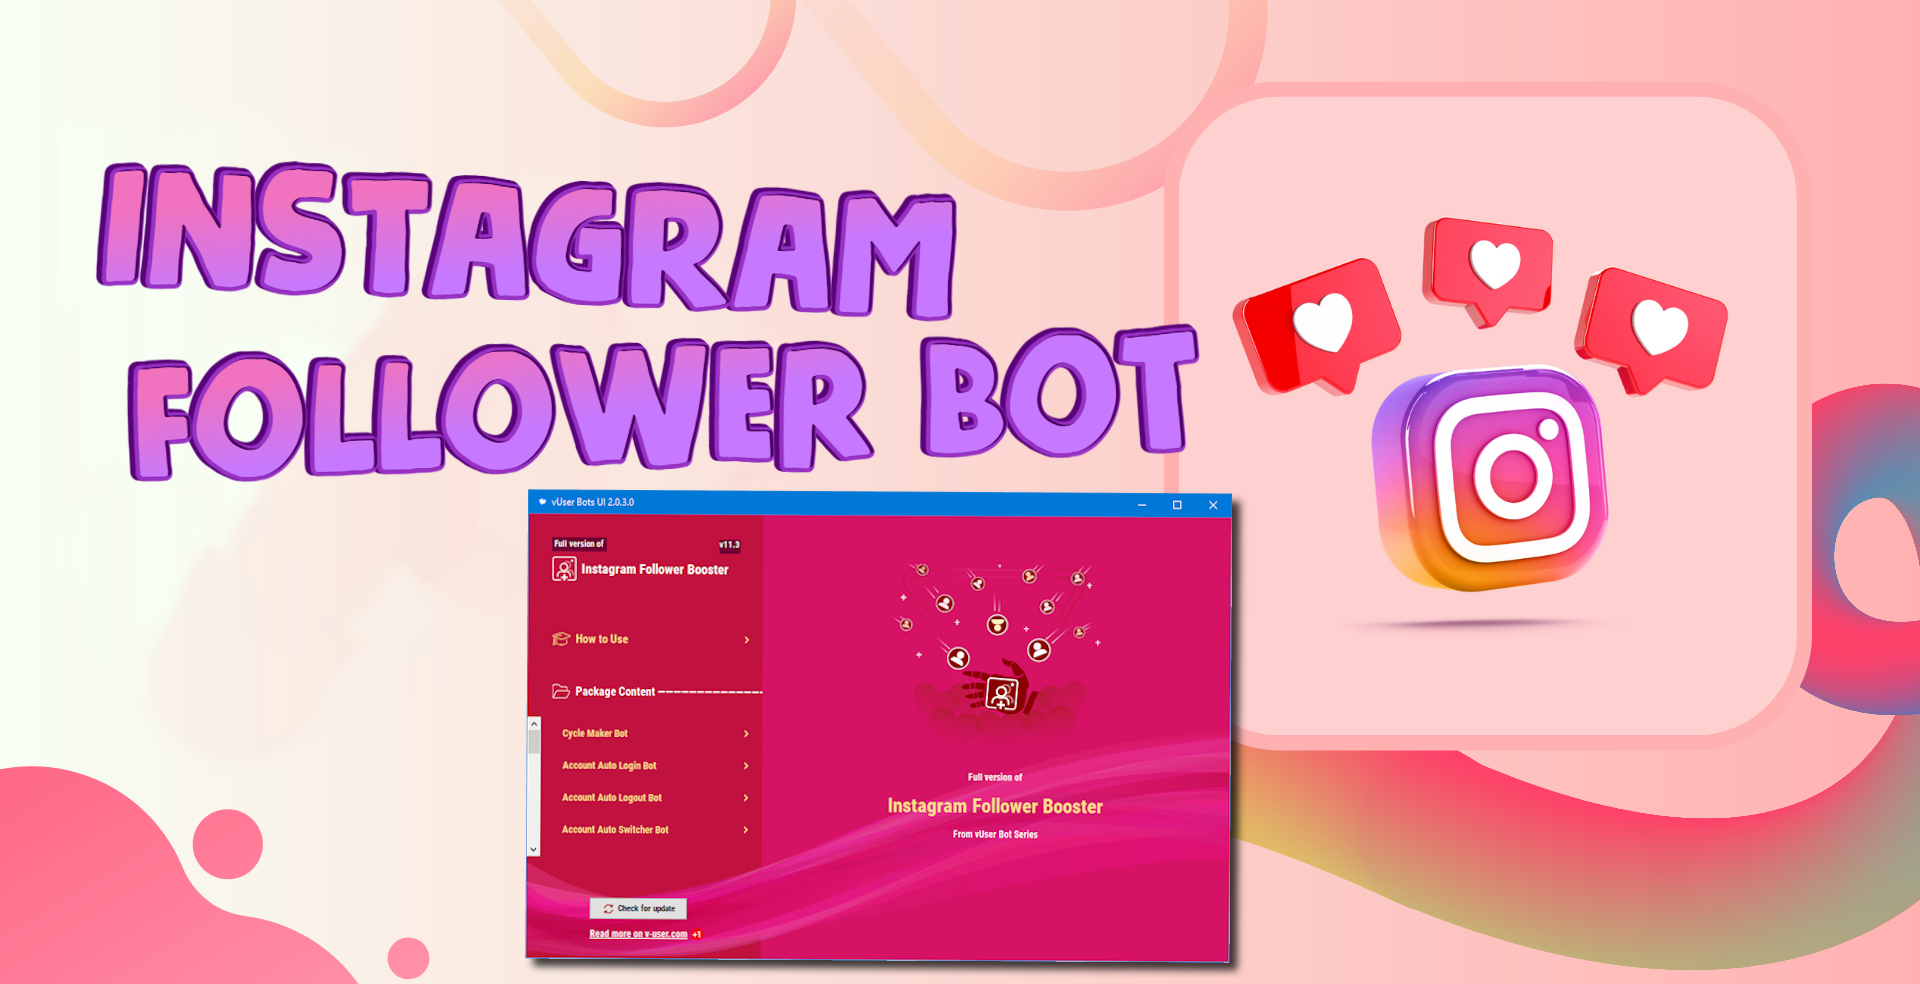 INSTAGRAM
FOLLOWER BOT
vUser Bots UI 2.0.3.0
Full version of
v11.3
Instagram Follower Booster
How to Use
Package Content
Cycle Maker Bot
Account Auto Login Bot
Account Auto Logout Bot
Account Auto Switcher Bot
Check for update
Read more on v-user.com +1
Full version of
Instagram Follower Booster
From vUser Bot Series